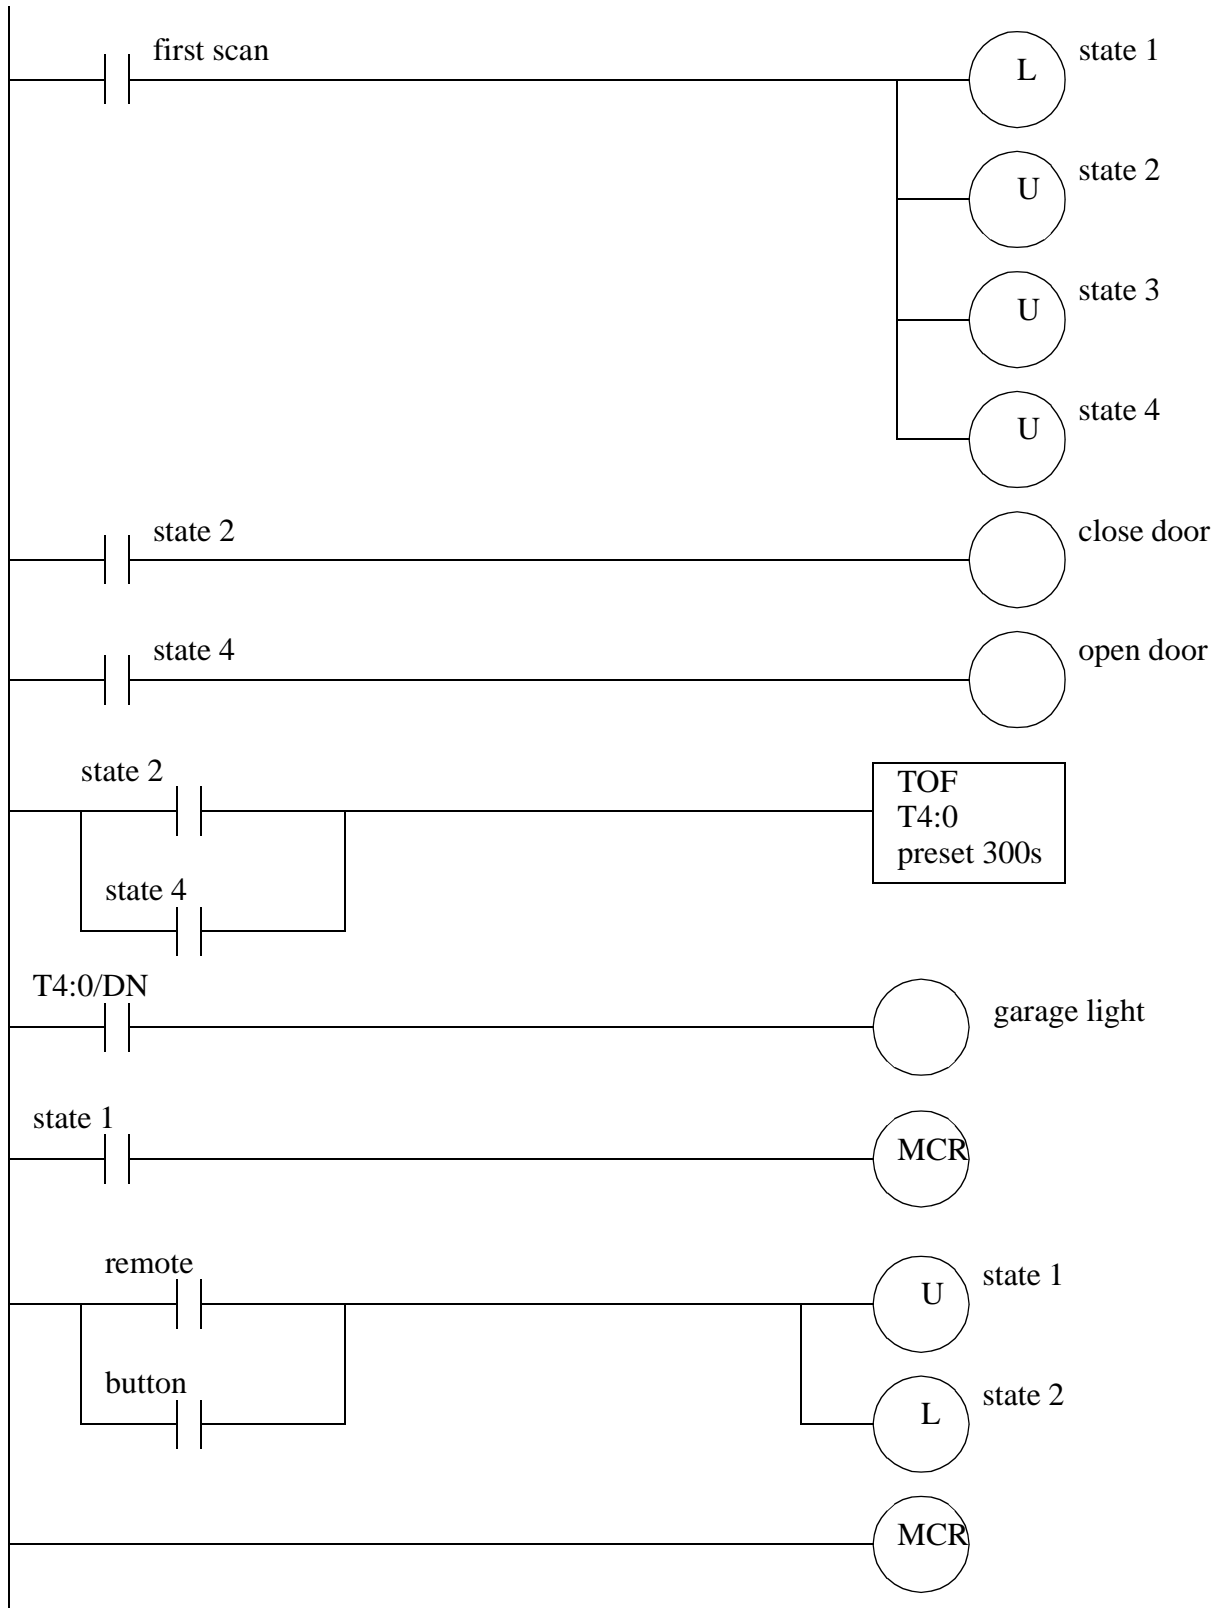 first scan
L
state 1
U
state 2
U
state 3
U
state 4
state 2
close door
state 4
open door
state 2
TOF
T4:0
preset 300s
state 4
T4:0/DN
garage light
state 1
MCR
remote
U
state 1
button
L
state 2
MCR